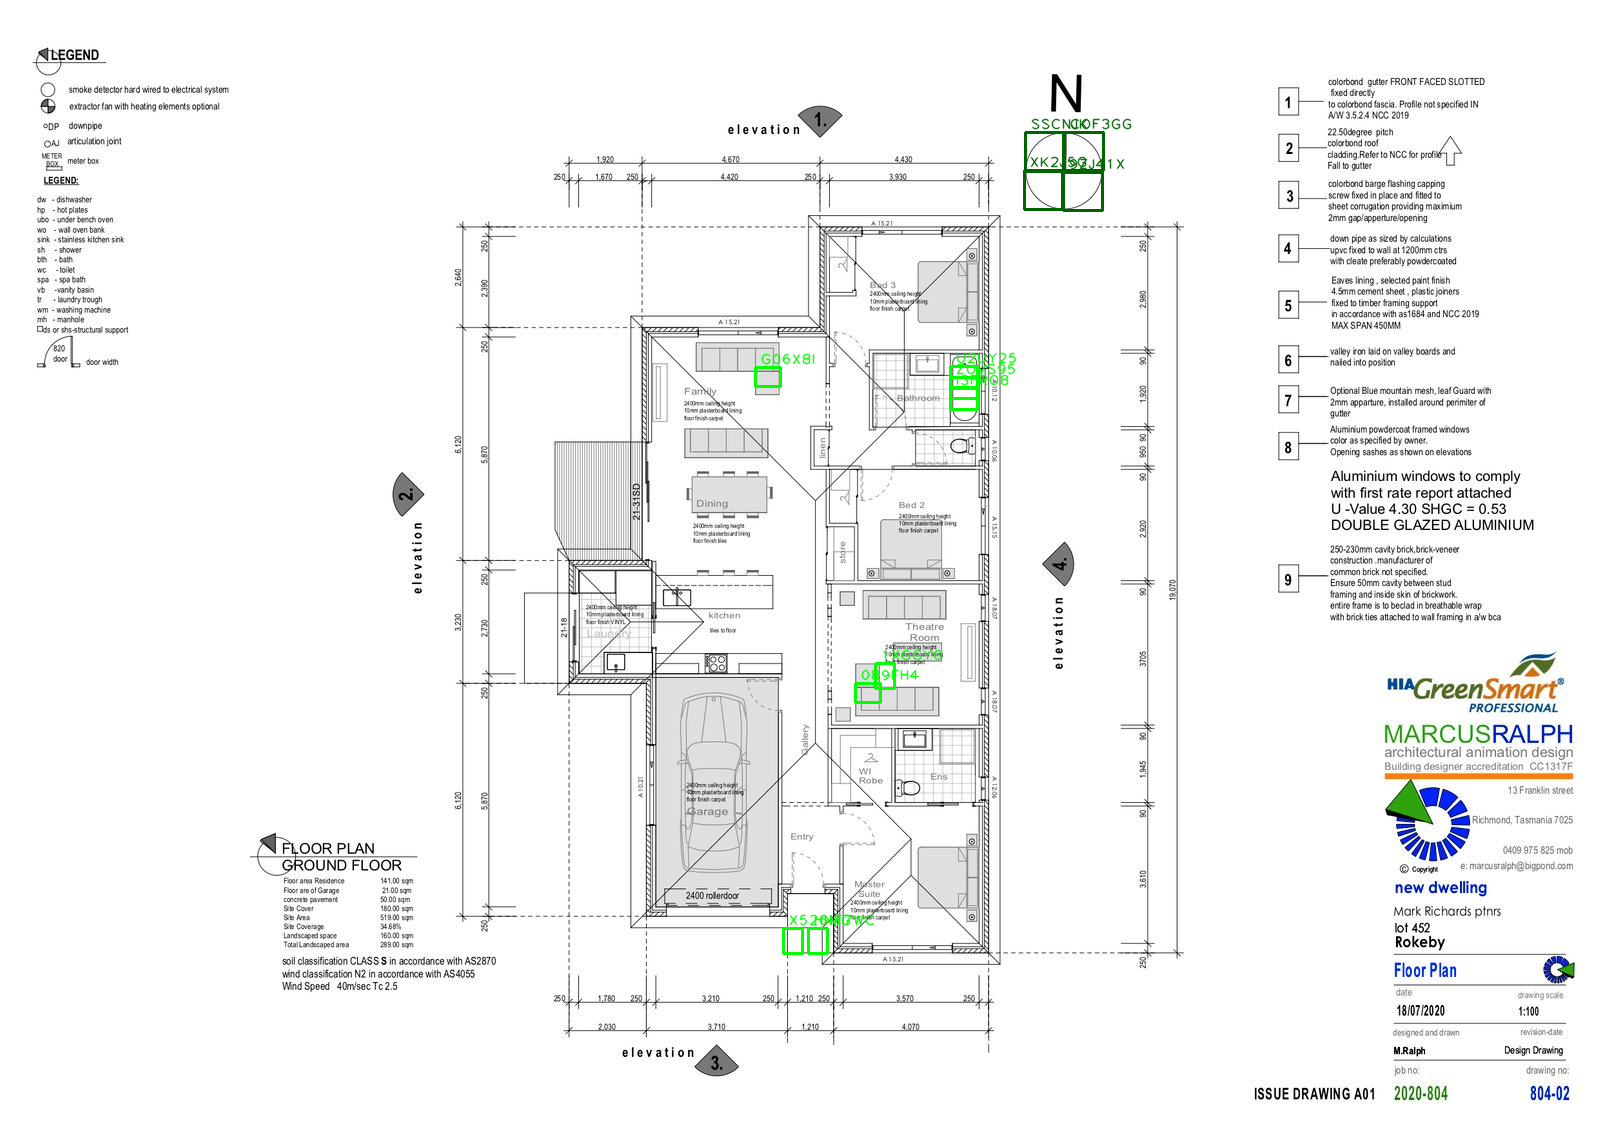 LEGEND
smoke detector hard wired to electrical system
extractor fan with heating elements optional
DP downpipe
AJ articulation joint
METER BOX meter box
LEGEND:
dw - dishwasher
hp - hot plates
ubo - under bench oven
wo - wall oven bank
sink - stainless kitchen sink
sh - shower
bth - bath
wc - toilet
spa - spa bath
vb -vanity basin
tr - laundry trough
wm - washing machine
mh - manhole
ds or shs-structural support
820
door
door width
elevation 1.
N
1,920 4,670 4,430
250 1,670 250 4,420 250 3,930 250
A 15.21
Bed 3
2400mm ceiling height
10mm plasterboard lining
floor finish carpet
A 15.21
G06X8I
Family
2400mm ceiling height
10mm plasterboard lining
floor finish carpet
Bathroom
linen
A 10.06
Dining
2400mm ceiling height
10mm plasterboard lining
floor finish tiles
21-31SD
Bed 2
2400mm ceiling height
10mm plasterboard lining
floor finish carpet
A 15.15
store
kitchen
tiles to floor
2400mm ceiling height
10mm plasterboard lining
floor finish VINYL
Laundry
21-18
Theatre
Room
2400mm ceiling height
A 18.07
089FH4
A 18.07
Gallery
WI
Robe
Ens
A 12.06
2400mm ceiling height
10mm plasterboard lining
floor finish carpet
Garage
A 10.21
Entry
2400 rollerdoor
Master
Suite
2400mm ceiling height
10mm plasterboard lining
floor finish carpet
A 15.21
elevation 2.
elevation 4.
2,640 6,120 3,230 6,120
250 2,390 250 5,870 250 2,730 250 5,870 250
250 2,980 90 1,920 90 950 90 2,920 90 3705 90 1,945 90 3,610 250
19,070
250 1,780 250 3,210 250 1,210 250 3,570 250
2,030 3,710 1,210 4,070
elevation 3.
FLOOR PLAN
GROUND FLOOR
Floor area Residence 141.00 sqm
Floor are of Garage 21.00 sqm
concrete pavement 50.00 sqm
Site Cover 180.00 sqm
Site Area 519.00 sqm
Site Coverage 34.68%
Landscaped space 160.00 sqm
Total Landscaped area 289.00 sqm
soil classification CLASS S in accordance with AS2870
wind classification N2 in accordance with AS4055
Wind Speed 40m/sec Tc 2.5
1
colorbond gutter FRONT FACED SLOTTED
fixed directly
to colorbond fascia. Profile not specified IN
A/W 3.5.2.4 NCC 2019
2
22.50degree pitch
colorbond roof
cladding.Refer to NCC for profile
Fall to gutter
3
colorbond barge flashing capping
screw fixed in place and fitted to
sheet corrugation providing maximium
2mm gap/apperture/opening
4
down pipe as sized by calculations
upvc fixed to wall at 1200mm ctrs
with cleate preferably powdercoated
5
Eaves lining , selected paint finish
4.5mm cement sheet , plastic joiners
fixed to timber framing support
in accordance with as1684 and NCC 2019
MAX SPAN 450MM
6
valley iron laid on valley boards and
nailed into position
7
Optional Blue mountain mesh, leaf Guard with
2mm apparture, installed around perimiter of
gutter
8
Aluminium powdercoat framed windows
color as specified by owner.
Opening sashes as shown on elevations
Aluminium windows to comply
with first rate report attached
U -Value 4.30 SHGC = 0.53
DOUBLE GLAZED ALUMINIUM
9
250-230mm cavity brick,brick-veneer
construction .manufacturer of
common brick not specified.
Ensure 50mm cavity between stud
framing and inside skin of brickwork.
entire frame is to beclad in breathable wrap
with brick ties attached to wall framing in a/w bca
HIA GreenSmart®
PROFESSIONAL
MARCUSRALPH
architectural animation design
Building designer accreditation CC1317F
13 Franklin street
Richmond, Tasmania 7025
0409 975 825 mob
© Copyright
e: marcusralph@bigpond.com
new dwelling
Mark Richards ptnrs
lot 452
Rokeby
Floor Plan
date drawing scale
18/07/2020 1:100
designed and drawn revision-date
M.Ralph Design Drawing
job no: drawing no:
ISSUE DRAWING A01 2020-804 804-02